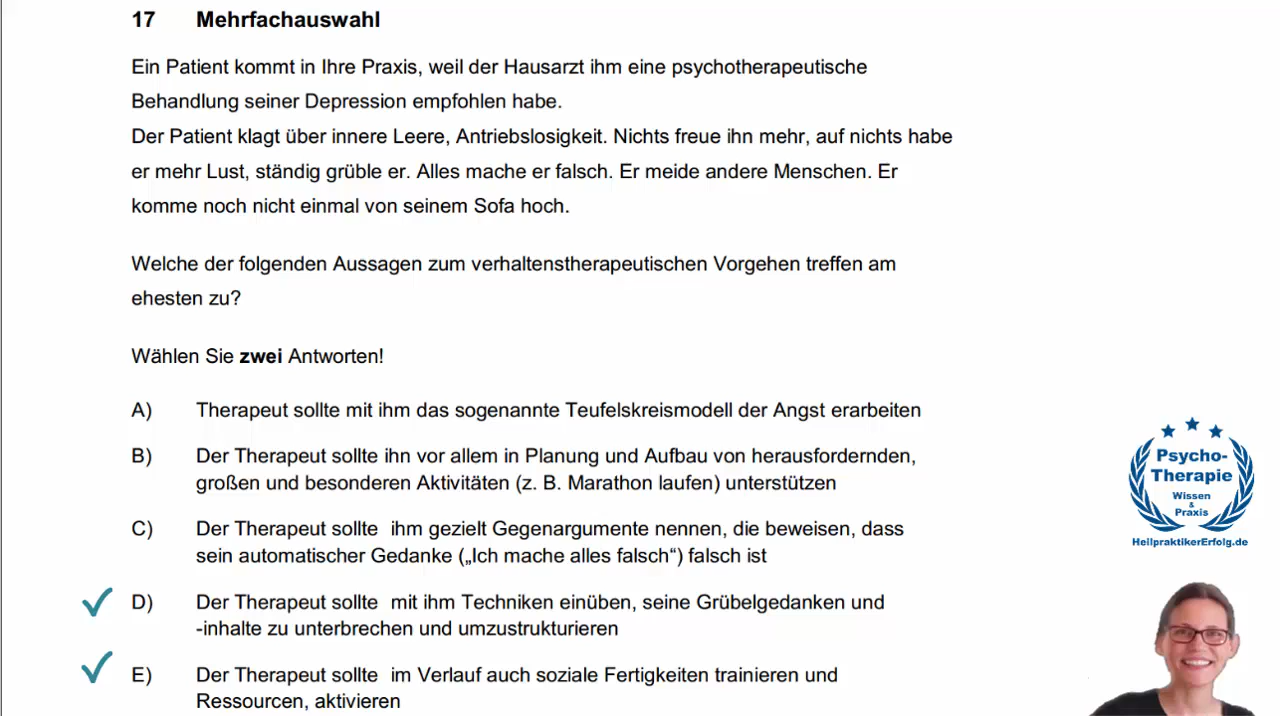 17 Mehrfachauswahl
Ein Patient kommt in Ihre Praxis, weil der Hausarzt ihm eine psychotherapeutische
Behandlung seiner Depression empfohlen habe.
Der Patient klagt über innere Leere, Antriebslosigkeit. Nichts freue ihn mehr, auf nichts habe
er mehr Lust, ständig grüble er. Alles mache er falsch. Er meide andere Menschen. Er
komme noch nicht einmal von seinem Sofa hoch.
Welche der folgenden Aussagen zum verhaltenstherapeutischen Vorgehen treffen am
ehesten zu?
Wählen Sie zwei Antworten!
A) Therapeut sollte mit ihm das sogenannte Teufelskreismodell der Angst erarbeiten
B) Der Therapeut sollte ihn vor allem in Planung und Aufbau von herausfordernden,
großen und besonderen Aktivitäten (z. B. Marathon laufen) unterstützen
C) Der Therapeut sollte ihm gezielt Gegenargumente nennen, die beweisen, dass
sein automatischer Gedanke („Ich mache alles falsch“) falsch ist
D) Der Therapeut sollte mit ihm Techniken einüben, seine Grübelgedanken und
-inhalte zu unterbrechen und umzustrukturieren
E) Der Therapeut sollte im Verlauf auch soziale Fertigkeiten trainieren und
Ressourcen, aktivieren
Psycho-
Therapie
Wissen
&
Praxis
HeilpraktikerErfolg.de